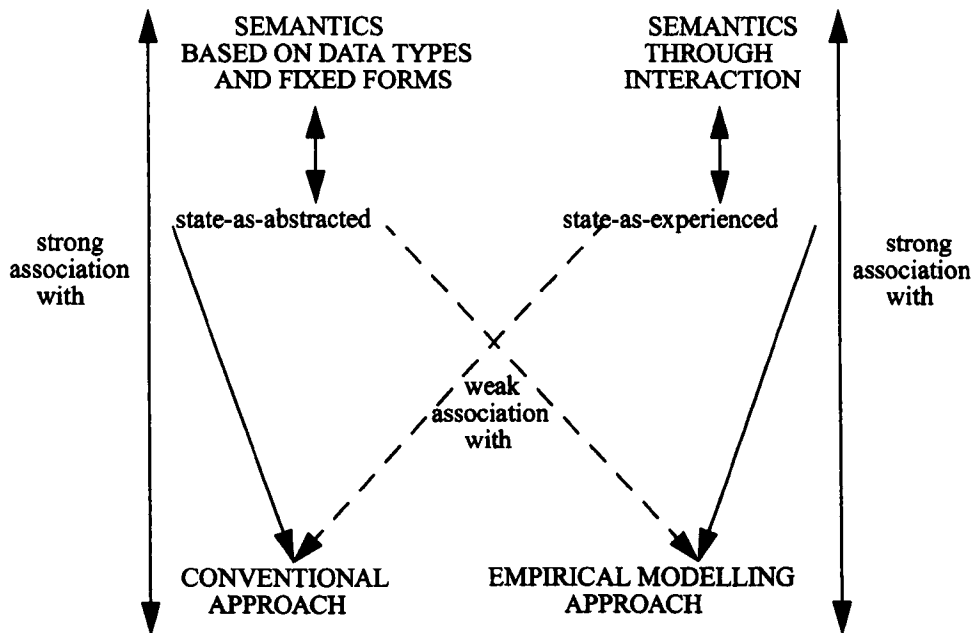 SEMANTICS
BASED ON DATA TYPES
AND FIXED FORMS
SEMANTICS
THROUGH
INTERACTION
state-as-abstracted
state-as-experienced
strong
association
with
strong
association
with
weak
association
with
CONVENTIONAL
APPROACH
EMPIRICAL MODELLING
APPROACH